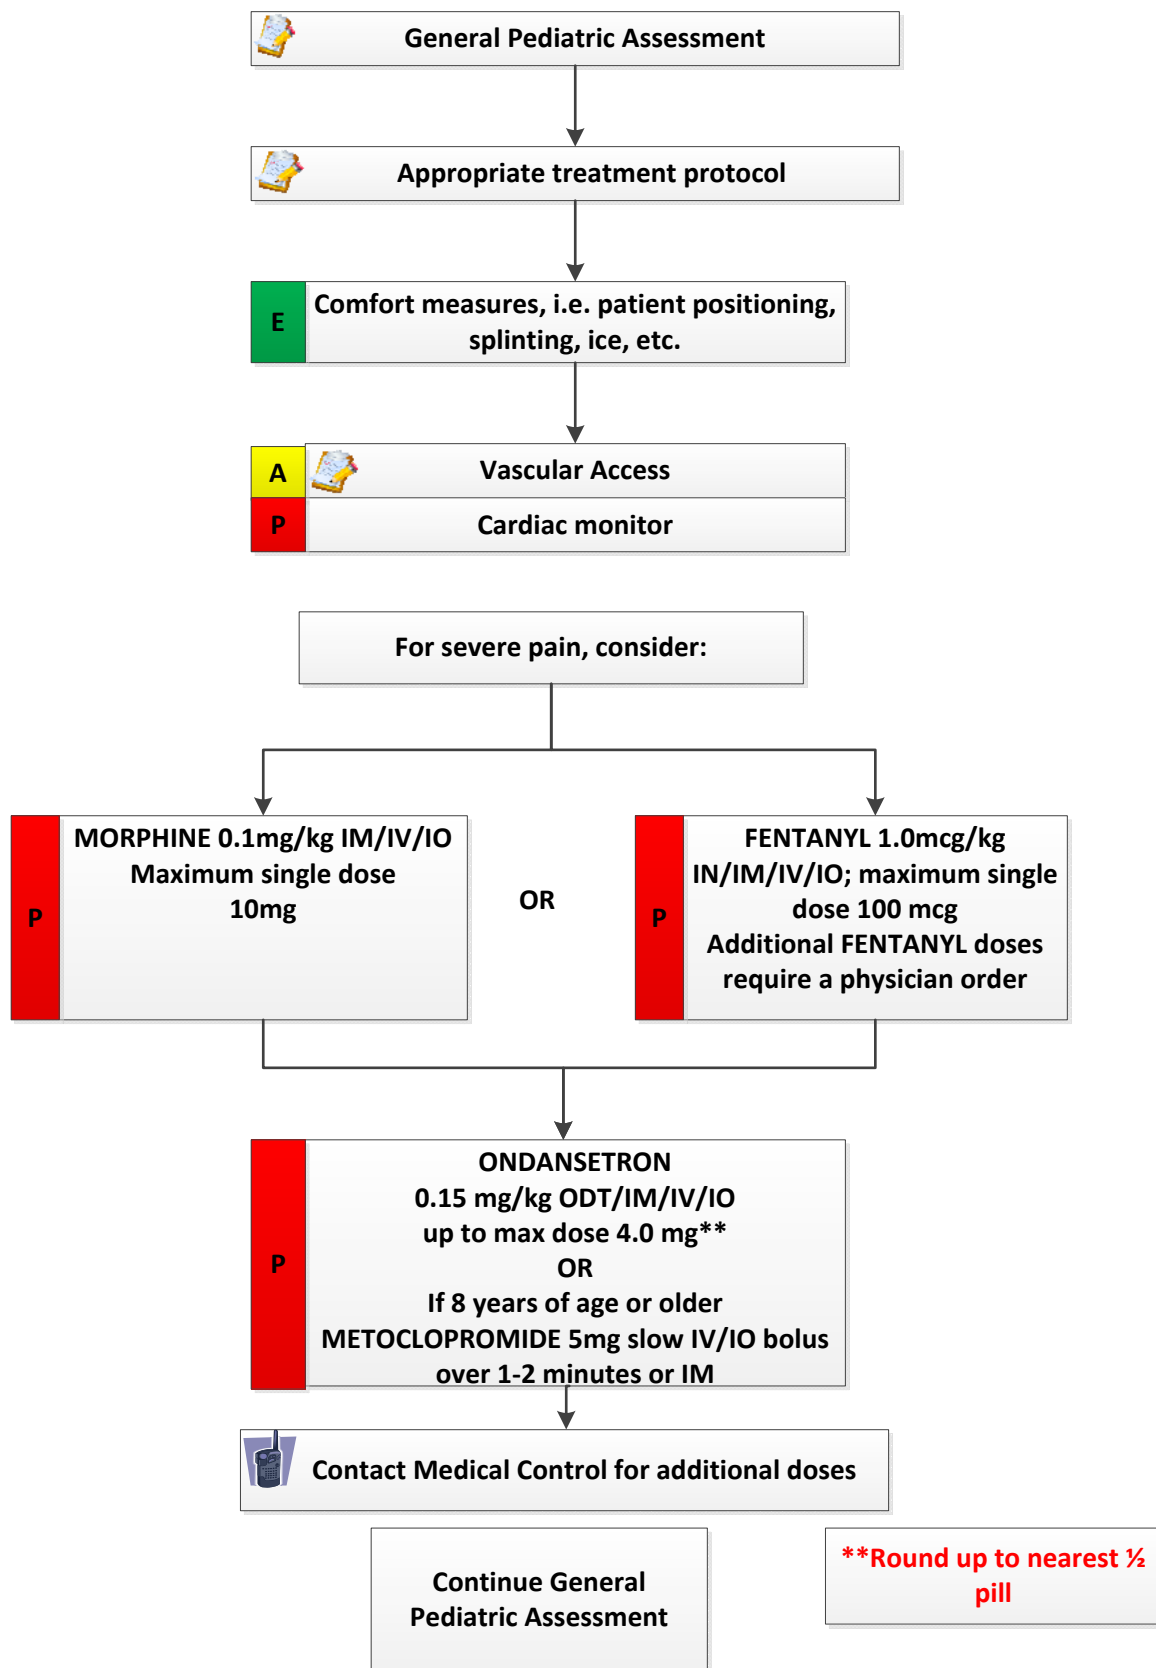 General Pediatric Assessment
Appropriate treatment protocol
E
Comfort measures, i.e. patient positioning,
splinting, ice, etc.
A
Vascular Access
P
Cardiac monitor
For severe pain, consider:
P
MORPHINE 0.1mg/kg IM/IV/IO
Maximum single dose
10mg
OR
P
FENTANYL 1.0mcg/kg
IN/IM/IV/IO; maximum single
dose 100 mcg
Additional FENTANYL doses
require a physician order
P
ONDANSETRON
0.15 mg/kg ODT/IM/IV/IO
up to max dose 4.0 mg**
OR
If 8 years of age or older
METOCLOPROMIDE 5mg slow IV/IO bolus
over 1-2 minutes or IM
Contact Medical Control for additional doses
Continue General
Pediatric Assessment
**Round up to nearest ½
pill